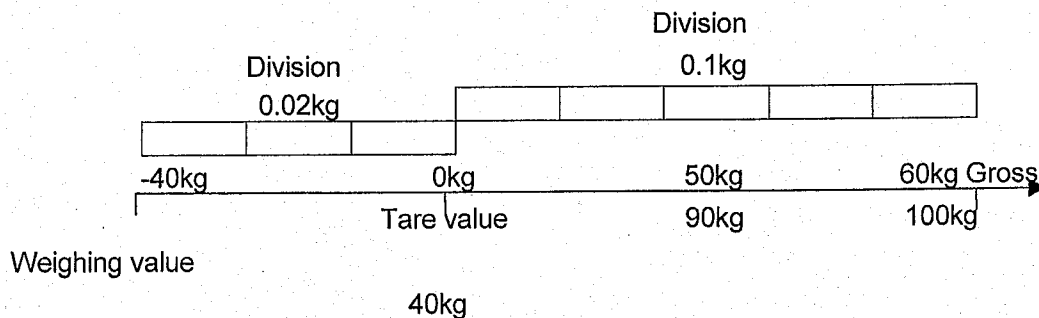 Division
0.1kg
Division
0.02kg
-40kg 0kg 50kg 60kg Gross
Tare value 90kg 100kg
Weighing value
40kg